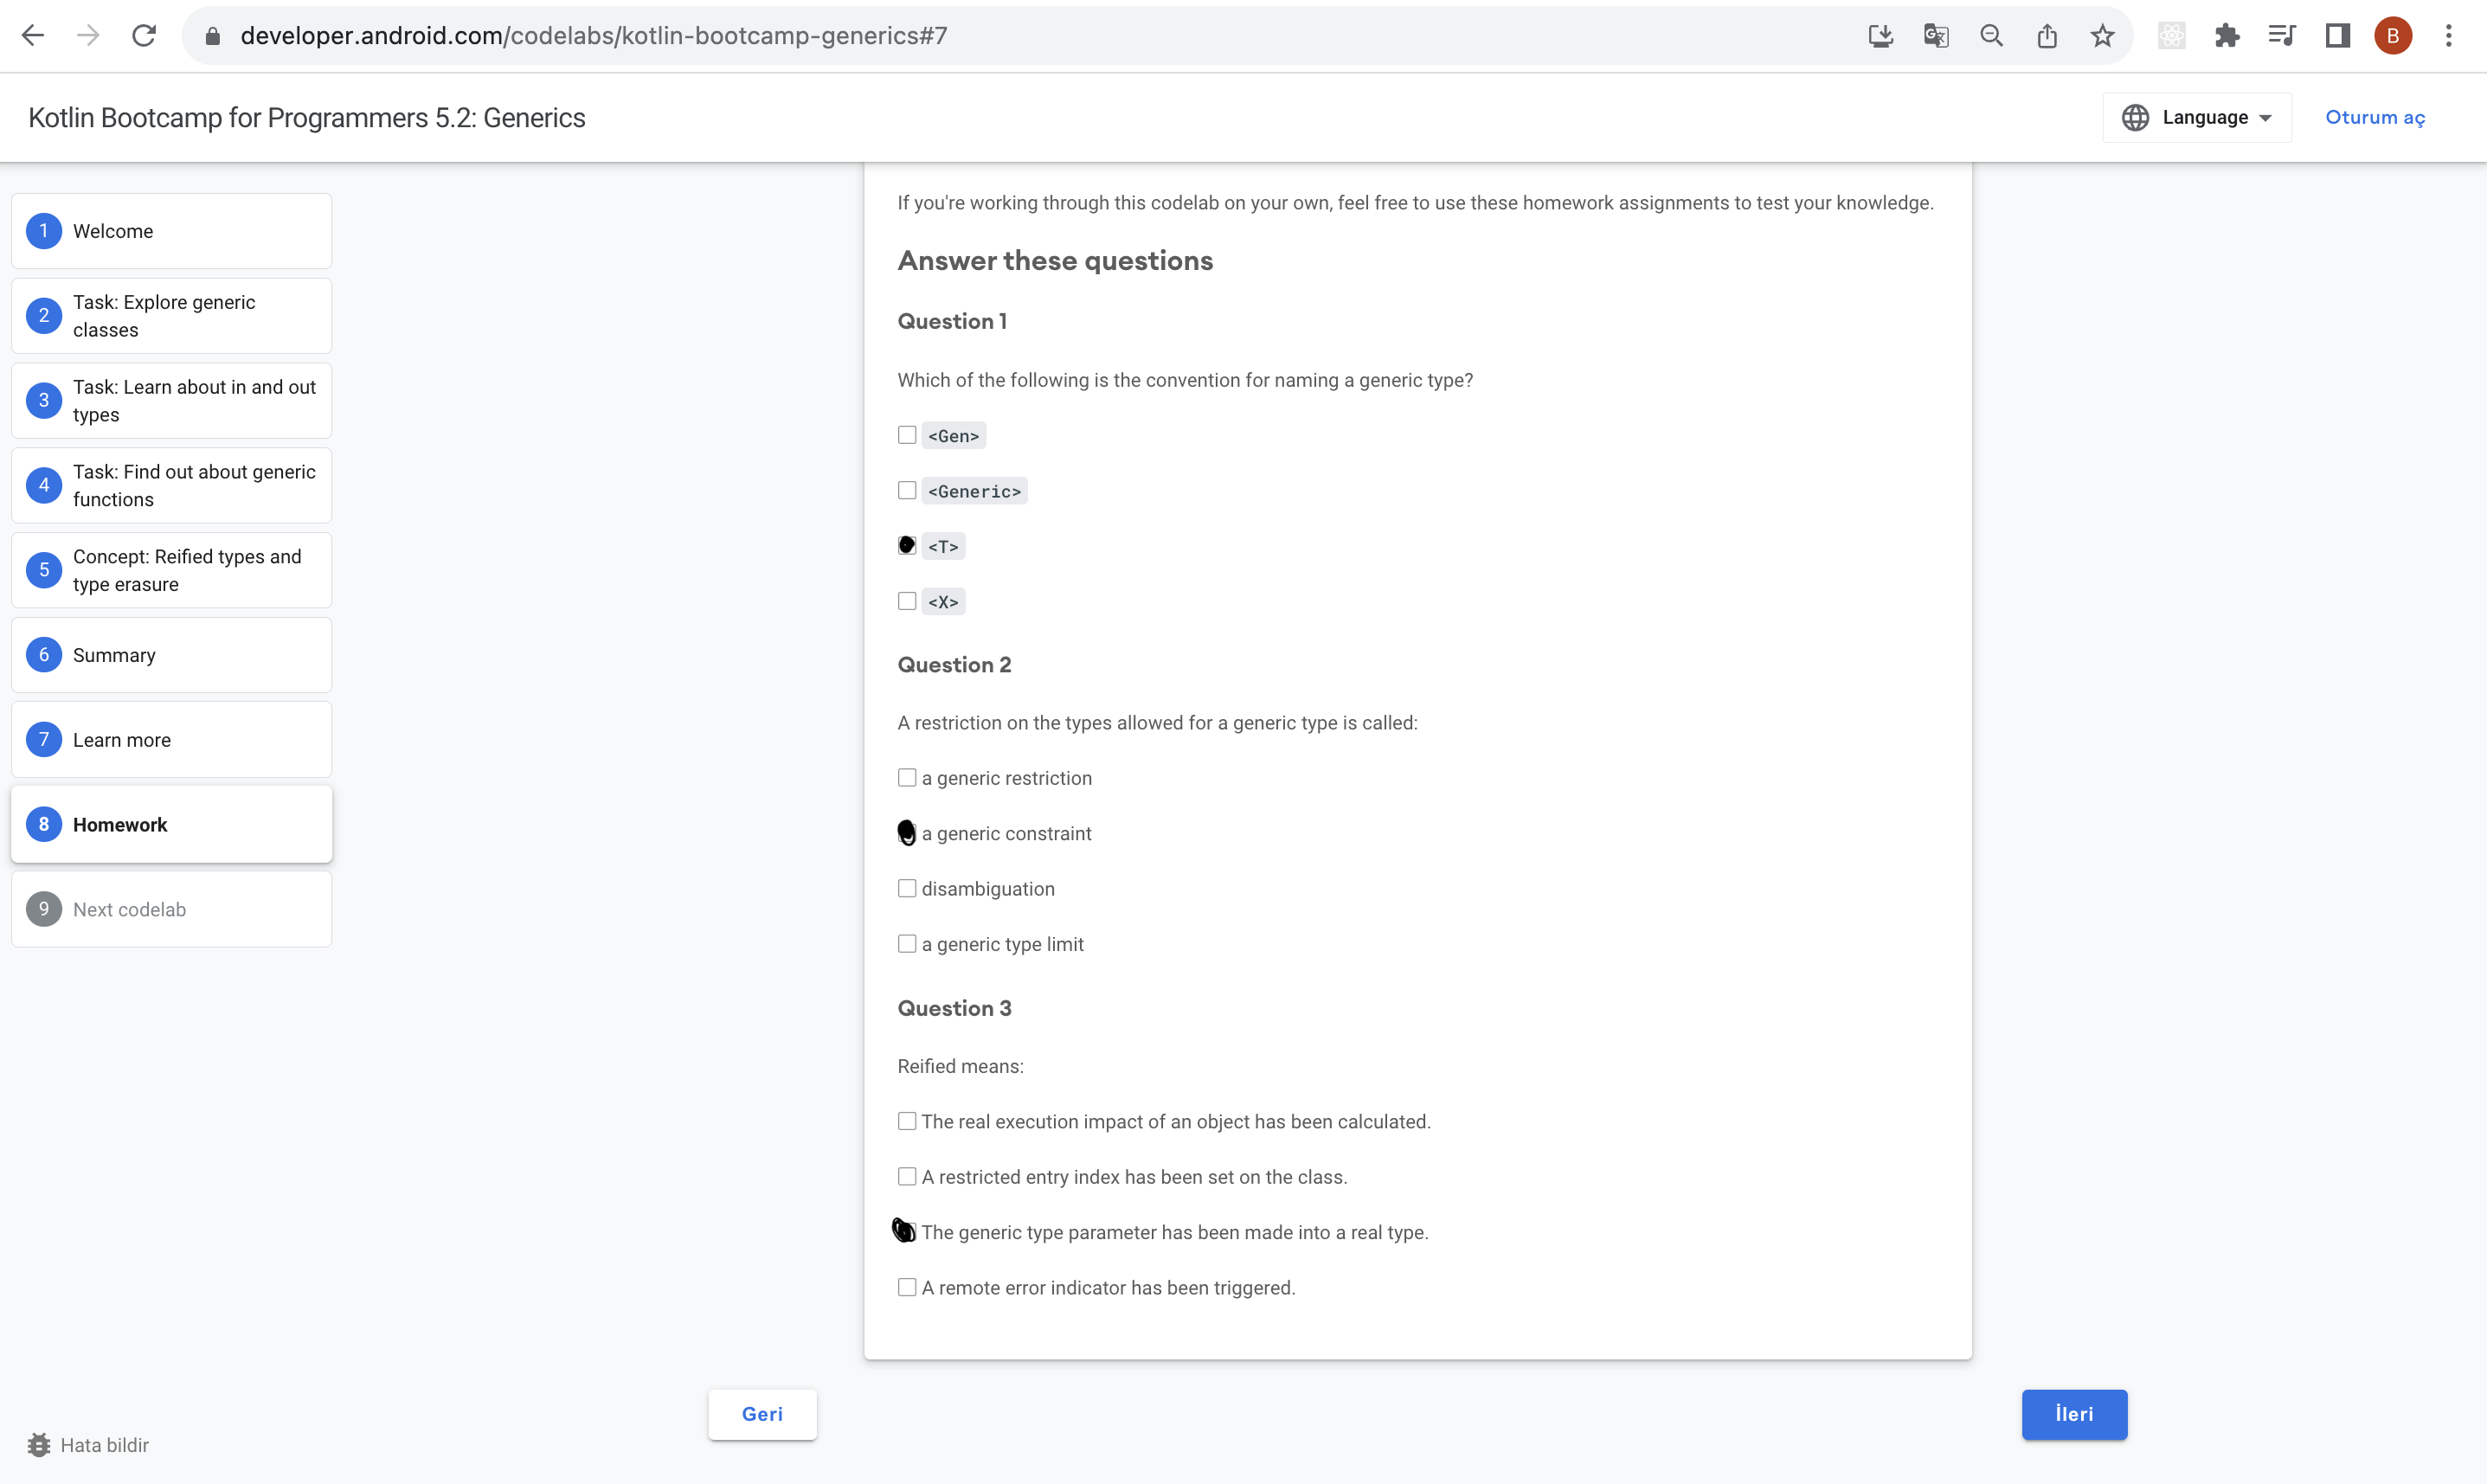 developer.android.com/codelabs/kotlin-bootcamp-generics#7
B
Kotlin Bootcamp for Programmers 5.2: Generics
Language
Oturum aç
1 Welcome
2 Task: Explore generic
classes
3 Task: Learn about in and out
types
4 Task: Find out about generic
functions
5 Concept: Reified types and
type erasure
6 Summary
7 Learn more
8 Homework
9 Next codelab
Hata bildir
If you're working through this codelab on your own, feel free to use these homework assignments to test your knowledge.
Answer these questions
Question 1
Which of the following is the convention for naming a generic type?
<Gen>
<Generic>
<T>
<X>
Question 2
A restriction on the types allowed for a generic type is called:
a generic restriction
a generic constraint
disambiguation
a generic type limit
Question 3
Reified means:
The real execution impact of an object has been calculated.
A restricted entry index has been set on the class.
The generic type parameter has been made into a real type.
A remote error indicator has been triggered.
Geri
İleri